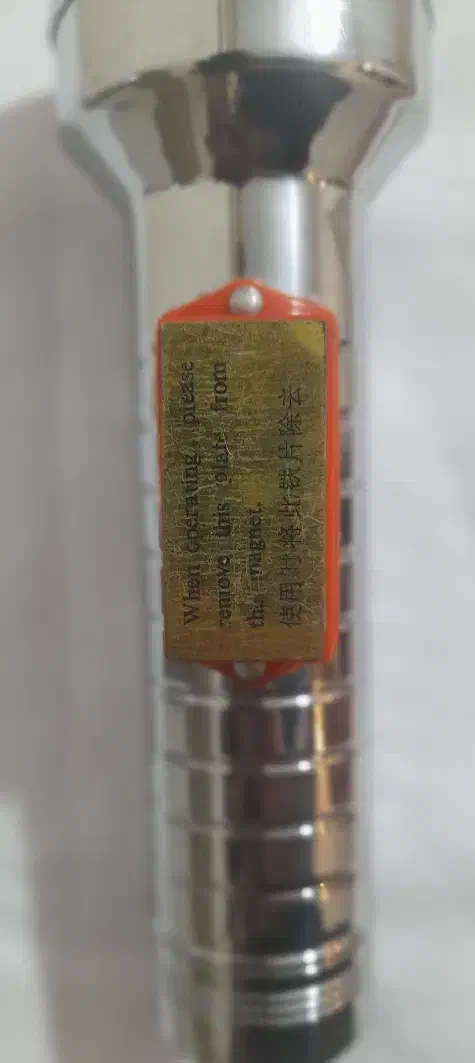 When operating, please
remove this plate from
the magnet.
使用时将此铁片除去